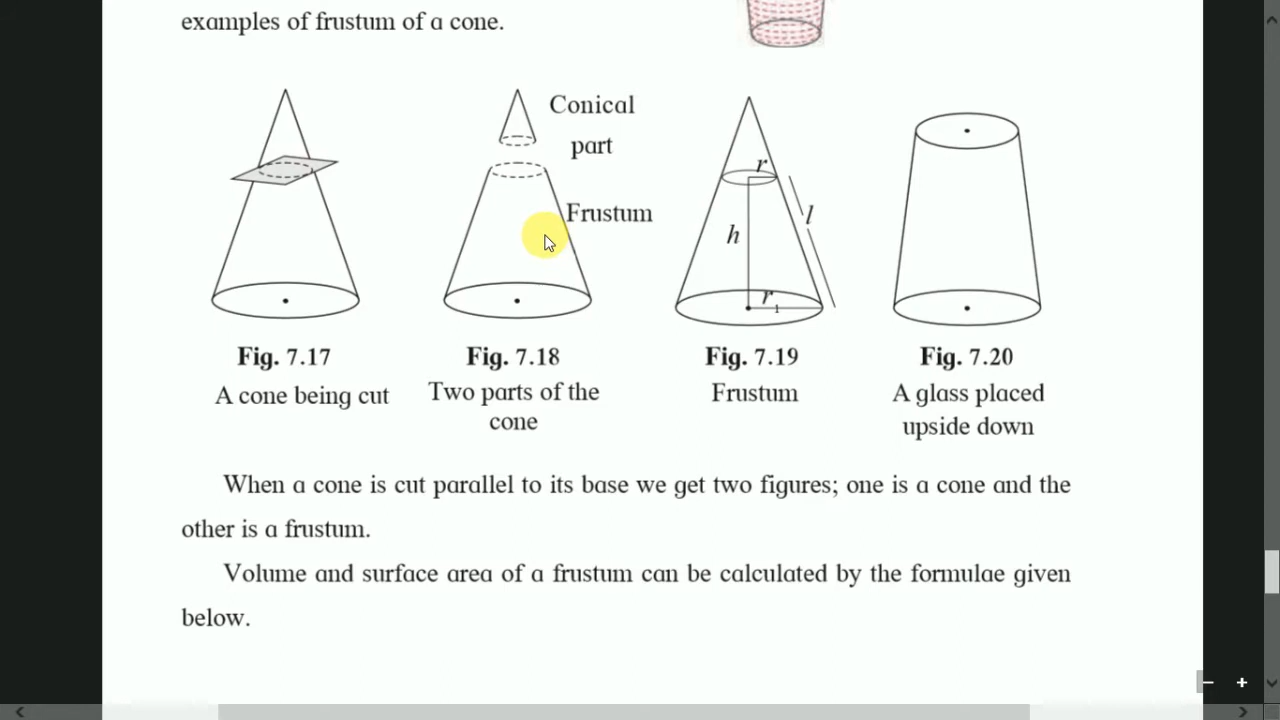 examples of frustum of a cone.
Conical
part
Frustum
r
h
l
r1
Fig. 7.17
A cone being cut
Fig. 7.18
Two parts of the
cone
Fig. 7.19
Frustum
Fig. 7.20
A glass placed
upside down
When a cone is cut parallel to its base we get two figures; one is a cone and the
other is a frustum.
Volume and surface area of a frustum can be calculated by the formulae given
below.